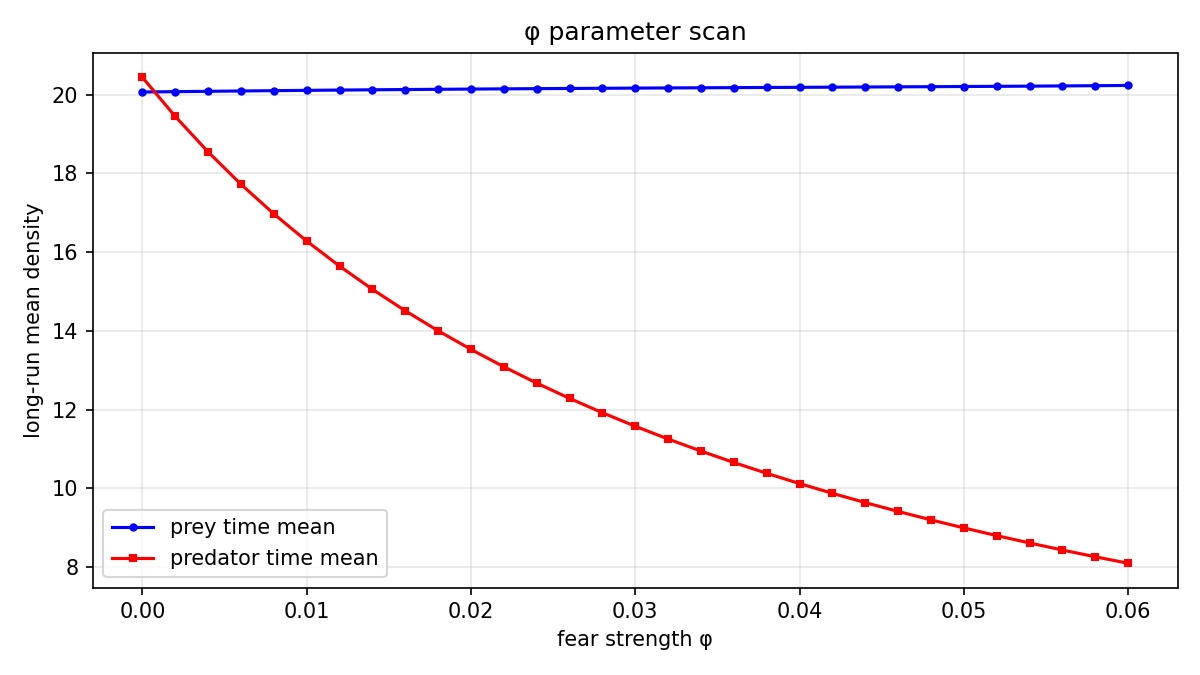 φ parameter scan
long-run mean density
20
18
16
14
12
10
8
prey time mean
predator time mean
0.00 0.01 0.02 0.03 0.04 0.05 0.06
fear strength φ